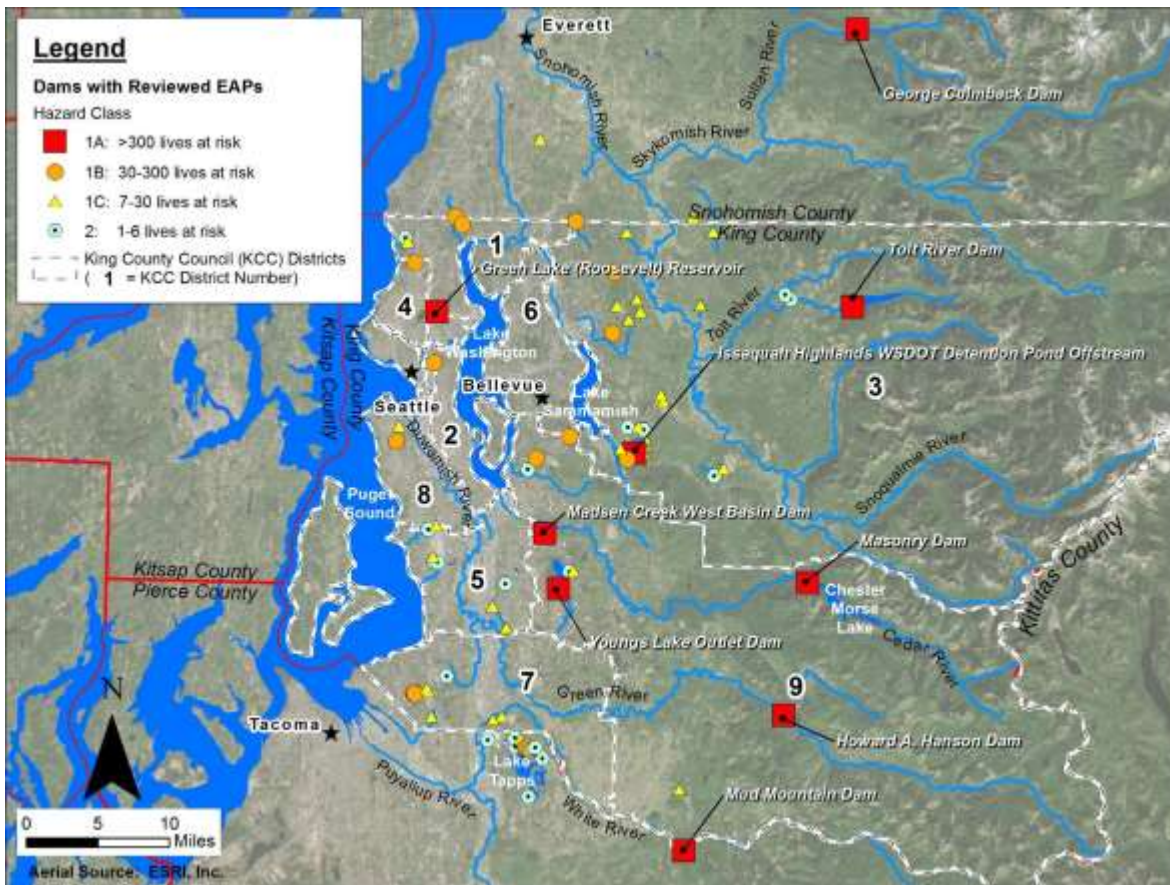 Legend
Dams with Reviewed EAPs
Hazard Class
1A: >300 lives at risk
1B: 30-300 lives at risk
1C: 7-30 lives at risk
2: 1-6 lives at risk
King County Council (KCC) Districts
( 1 = KCC District Number)
Everett
Snohomish River
Sultan River
George Culmback Dam
Skykomish River
Snohomish County
King County
1
Tolt River Dam
Green Lake (Roosevelt) Reservoir
4
6
Tolt River
Lake
Washington
Issaquah Highlands WSDOT Detention Pond Offstream
King County
Kitsap County
3
Bellevue
Lake
Sammamish
Seattle
Duwamish River
2
Snoqualmie River
Puget
Sound
8
Madsen Creek West Basin Dam
Masonry Dam
Kittitas County
Kitsap County
Pierce County
5
Chester
Morse
Lake
Cedar River
Youngs Lake Outlet Dam
7
Green River
9
N
Tacoma
Howard A. Hanson Dam
Lake
Tapps
Puyallup River
White River
Mud Mountain Dam
0 5 10
Miles
Aerial Source: ESRI, Inc.